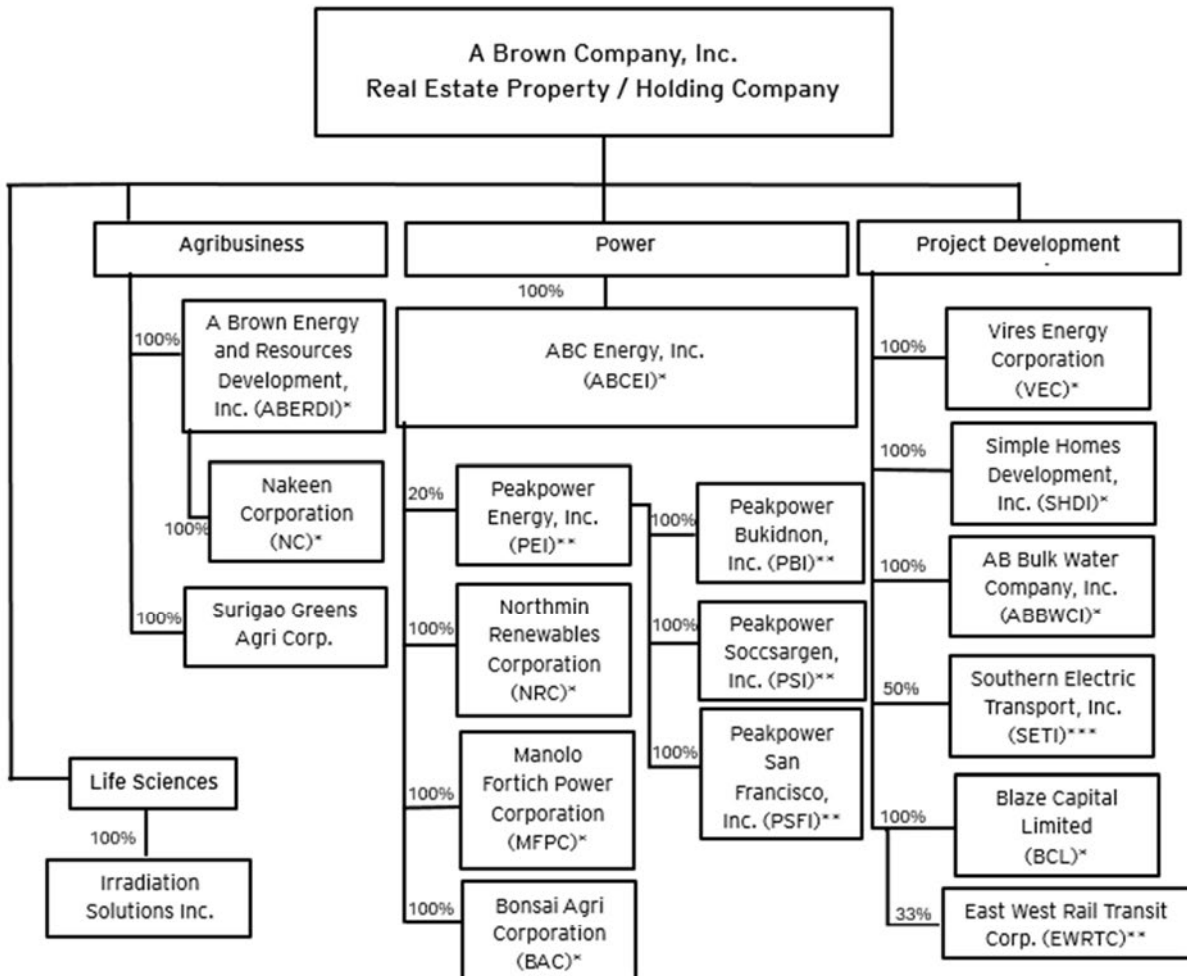 A Brown Company, Inc.
Real Estate Property / Holding Company
Agribusiness
Power
Project Development
100%
A Brown Energy
and Resources
Development,
Inc. (ABERDI)*
100%
Nakeen
Corporation
(NC)*
100%
Surigao Greens
Agri Corp.
100%
ABC Energy, Inc.
(ABCEI)*
20%
Peakpower
Energy, Inc.
(PEI)**
100%
Peakpower
Bukidnon,
Inc. (PBI)**
100%
Peakpower
Soccsargen,
Inc. (PSI)**
100%
Peakpower
San
Francisco,
Inc. (PSFI)**
100%
Northmin
Renewables
Corporation
(NRC)*
100%
Manolo
Fortich Power
Corporation
(MFPC)*
100%
Bonsai Agri
Corporation
(BAC)*
100%
Vires Energy
Corporation
(VEC)*
100%
Simple Homes
Development,
Inc. (SHDI)*
100%
AB Bulk Water
Company, Inc.
(ABBWCI)*
50%
Southern Electric
Transport, Inc.
(SETI)***
100%
Blaze Capital
Limited
(BCL)*
33%
East West Rail Transit
Corp. (EWRTC)**
Life Sciences
100%
Irradiation
Solutions Inc.